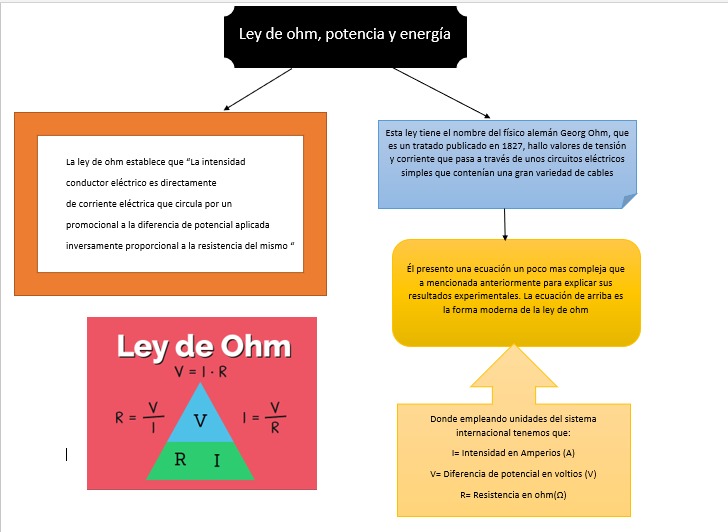 Ley de ohm, potencia y energía
La ley de ohm establece que “La intensidad
conductor eléctrico es directamente
de corriente eléctrica que circula por un
promocional a la diferencia de potencial aplicada
inversamente proporcional a la resistencia del mismo “
Esta ley tiene el nombre del físico alemán Georg Ohm, que
es un tratado publicado en 1827, hallo valores de tensión
y corriente que pasa a través de unos circuitos eléctricos
simples que contenían una gran variedad de cables
Él presento una ecuación un poco mas compleja que
a mencionada anteriormente para explicar sus
resultados experimentales. La ecuación de arriba es
la forma moderna de la ley de ohm
Ley de Ohm
V = I · R
R = V / I
I = V / R
V
R I
Donde empleando unidades del sistema
internacional tenemos que:
I= Intensidad en Amperios (A)
V= Diferencia de potencial en voltios (V)
R= Resistencia en ohm(Ω)